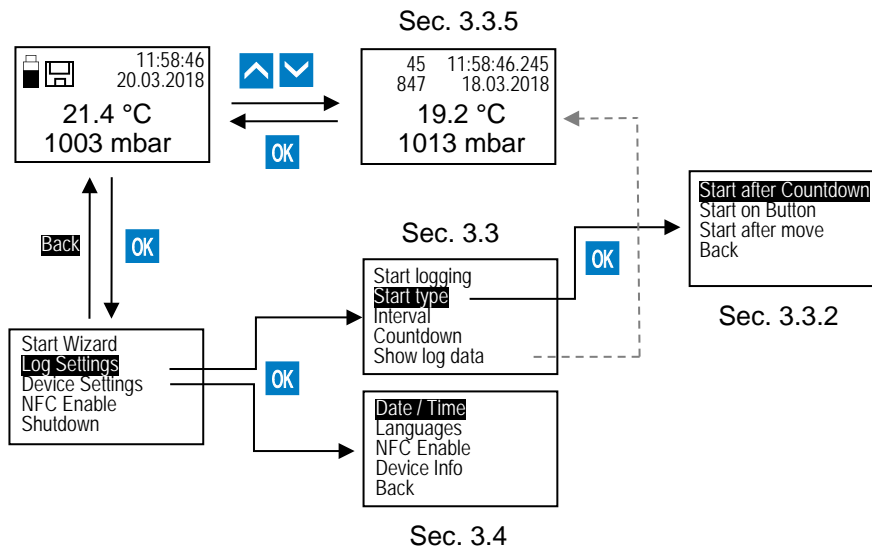 Sec. 3.3.5
11:58:46
20.03.2018
21.4 °C
1003 mbar
45 11:58:46.245
847 18.03.2018
19.2 °C
1013 mbar
OK
Back
OK
Sec. 3.3
Start logging
Start type
Interval
Countdown
Show log data
OK
Start after Countdown
Start on Button
Start after move
Back
Sec. 3.3.2
Start Wizard
Log Settings
Device Settings
NFC Enable
Shutdown
OK
Date / Time
Languages
NFC Enable
Device Info
Back
Sec. 3.4